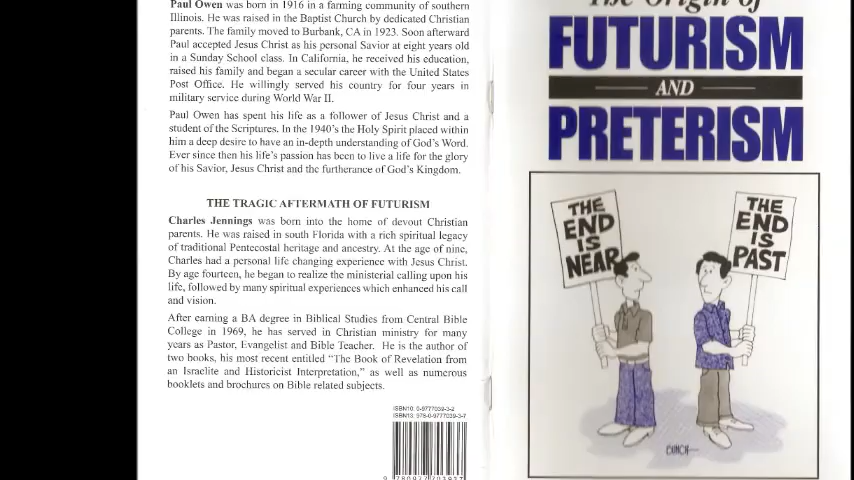 Paul Owen was born in 1916 in a farming community of southern
Illinois. He was raised in the Baptist Church by dedicated Christian
parents. The family moved to Burbank, CA in 1923. Soon afterward
Paul accepted Jesus Christ as his personal Savior at eight years old
in a Sunday School class. In California, he received his education,
raised his family and began a secular career with the United States
Post Office. He willingly served his country for four years in
military service during World War II.
Paul Owen has spent his life as a follower of Jesus Christ and a
student of the Scriptures. In the 1940's the Holy Spirit placed within
him a deep desire to have an in-depth understanding of God's Word.
Ever since then his life's passion has been to live a life for the glory
of his Savior, Jesus Christ and the furtherance of God's Kingdom.
THE TRAGIC AFTERMATH OF FUTURISM
Charles Jennings was born into the home of devout Christian
parents. He was raised in south Florida with a rich spiritual legacy
of traditional Pentecostal heritage and ancestry. At the age of nine,
Charles had a personal life changing experience with Jesus Christ.
By age fourteen, he began to realize the ministerial calling upon his
life, followed by many spiritual experiences which enhanced his call
and vision.
After earning a BA degree in Biblical Studies from Central Bible
College in 1969, he has served in Christian ministry for many
years as Pastor, Evangelist and Bible Teacher. He is the author of
two books, his most recent entitled “The Book of Revelation from
an Israelite and Historicist Interpretation,” as well as numerous
booklets and brochures on Bible related subjects.
ISBN10: 0-9777039-3-2
ISBN13: 978-0-9777039-3-7
The Origin of
FUTURISM
AND
PRETERISM
THE
END
IS
NEAR
THE
END
IS
PAST